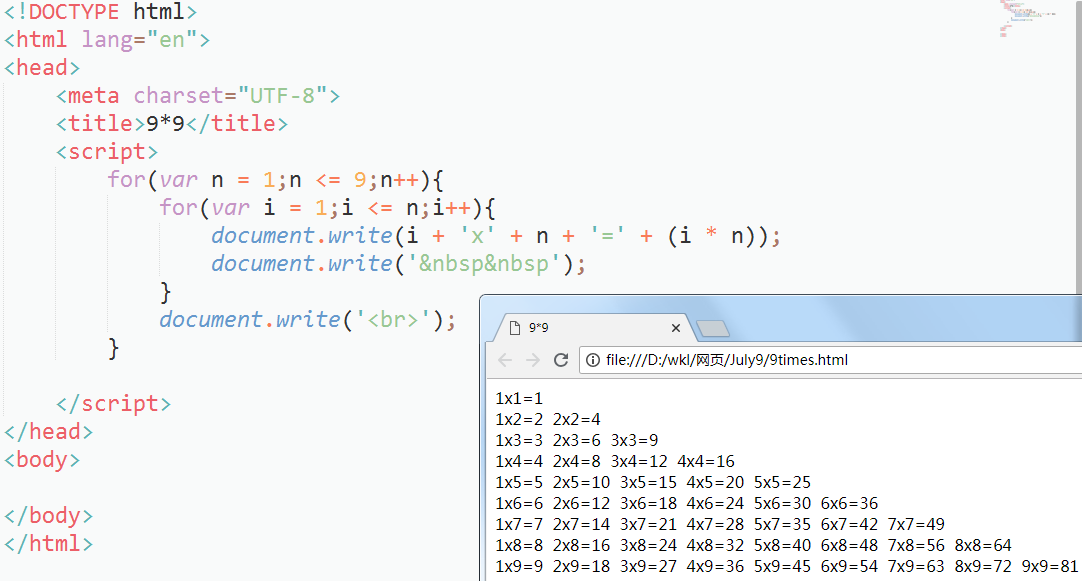 <!DOCTYPE html>
<html lang="en">
<head>
    <meta charset="UTF-8">
    <title>9*9</title>
    <script>
        for(var n = 1;n <= 9;n++){
            for(var i = 1;i <= n;i++){
                document.write(i + 'x' + n + '=' + (i * n));
                document.write('&nbsp&nbsp');
            }
            document.write('<br>');
        }
    </script>
</head>
<body>
</body>
</html>
9*9
file:///D:/wkl/网页/July9/9times.html
1x1=1
1x2=2 2x2=4
1x3=3 2x3=6 3x3=9
1x4=4 2x4=8 3x4=12 4x4=16
1x5=5 2x5=10 3x5=15 4x5=20 5x5=25
1x6=6 2x6=12 3x6=18 4x6=24 5x6=30 6x6=36
1x7=7 2x7=14 3x7=21 4x7=28 5x7=35 6x7=42 7x7=49
1x8=8 2x8=16 3x8=24 4x8=32 5x8=40 6x8=48 7x8=56 8x8=64
1x9=9 2x9=18 3x9=27 4x9=36 5x9=45 6x9=54 7x9=63 8x9=72 9x9=81